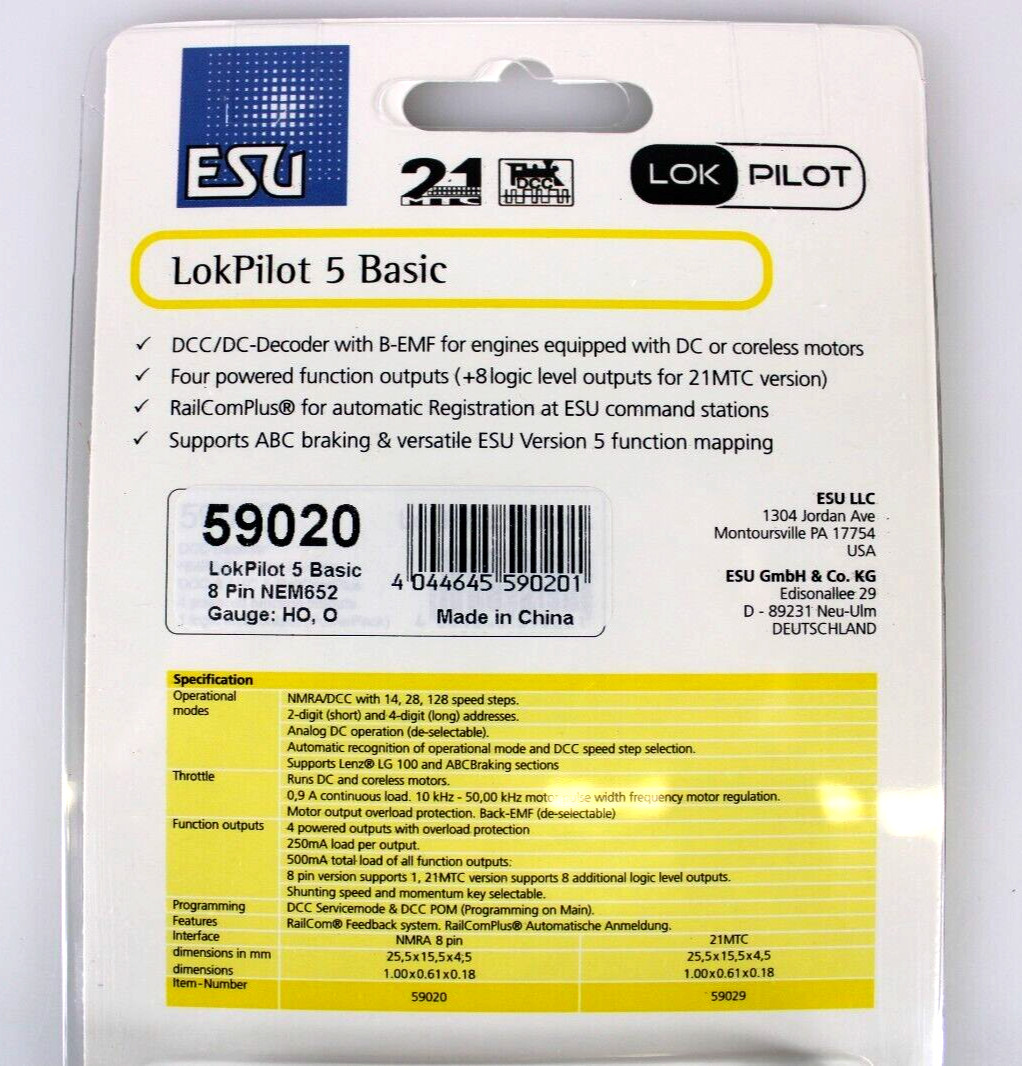 ESU
21
MTC
DCC
LOK PILOT
LokPilot 5 Basic
✓ DCC/DC-Decoder with B-EMF for engines equipped with DC or coreless motors
✓ Four powered function outputs (+8logic level outputs for 21MTC version)
✓ RailComPlus® for automatic Registration at ESU command stations
✓ Supports ABC braking & versatile ESU Version 5 function mapping
59020
LokPilot 5 Basic
8 Pin NEM652
Gauge: HO, O
4 044645 590201
Made in China
ESU LLC
1304 Jordan Ave
Montoursville PA 17754
USA
ESU GmbH & Co. KG
Edisonallee 29
D - 89231 Neu-Ulm
DEUTSCHLAND
Specification
Operational modes
NMRA/DCC with 14, 28, 128 speed steps.
2-digit (short) and 4-digit (long) addresses.
Analog DC operation (de-selectable).
Automatic recognition of operational mode and DCC speed step selection.
Supports Lenz® LG 100 and ABCBraking sections
Throttle Runs DC and coreless motors.
0,9 A continuous load. 10 kHz - 50,00 kHz width frequency motor regulation.
Motor output overload protection. Back-EMF (de-selectable)
Function outputs 4 powered outputs with overload protection
250mA load per output.
500mA total load of all function outputs:
8 pin version supports 1, 21MTC version supports 8 additional logic level outputs.
Shunting speed and momentum key selectable.
Programming DCC Servicemode & DCC POM (Programming on Main).
Features RailCom® Feedback system. RailComPlus® Automatische Anmeldung.
Interface NMRA 8 pin 21MTC
dimensions in mm 25,5x15,5x4,5 25,5x15,5x4,5
dimensions 1.00x0.61x0.18 1.00x0.61x0.18
Item-Number 59020 59029